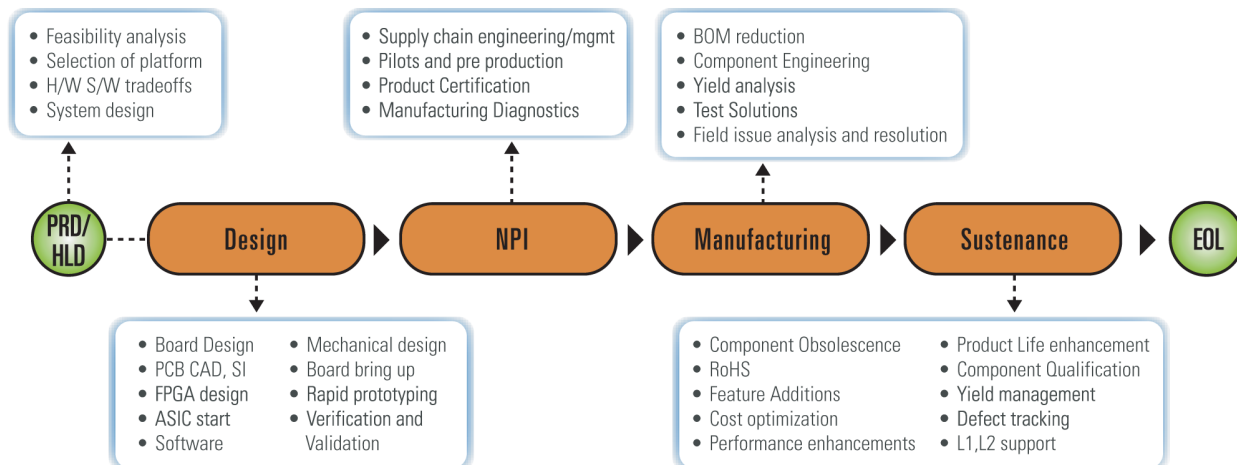 • Feasibility analysis
• Selection of platform
• H/W S/W tradeoffs
• System design
• Supply chain engineering/mgmt
• Pilots and pre production
• Product Certification
• Manufacturing Diagnostics
• BOM reduction
• Component Engineering
• Yield analysis
• Test Solutions
• Field issue analysis and resolution
PRD/
HLD
Design
NPI
Manufacturing
Sustenance
EOL
• Board Design
• PCB CAD, SI
• FPGA design
• ASIC start
• Software
• Mechanical design
• Board bring up
• Rapid prototyping
• Verification and
Validation
• Component Obsolescence
• RoHS
• Feature Additions
• Cost optimization
• Performance enhancements
• Product Life enhancement
• Component Qualification
• Yield management
• Defect tracking
• L1,L2 support